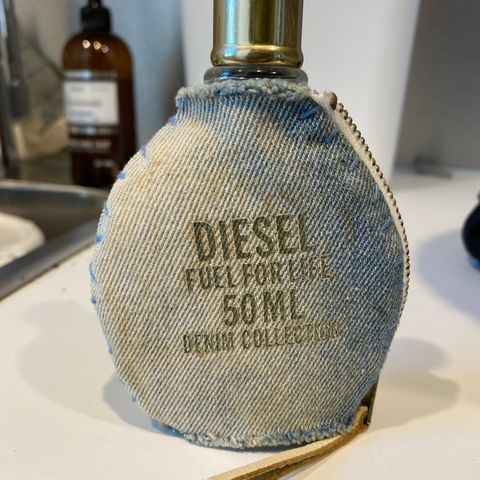 DIESEL
FUEL FOR LIFE
50 ML
DENIM COLLECTION